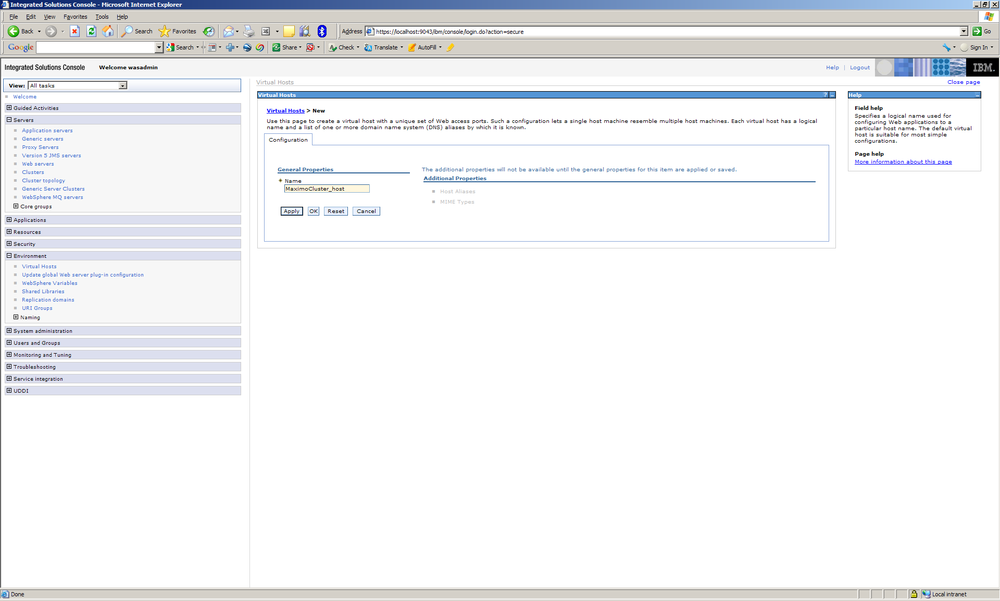 Integrated Solutions Console - Microsoft Internet Explorer
File Edit View Favorites Tools Help
Back Search Favorites Address https://localhost:9043/ibm/console/login.do?action=secure Go
Google Search Share Check Translate AutoFill Sign In
Integrated Solutions Console Welcome wasadmin Help | Logout IBM.
View: All tasks
Welcome
Guided Activities
Servers
Application servers
Generic servers
Proxy Servers
Version 5 JMS servers
Web servers
Clusters
Cluster topology
Generic Server Clusters
WebSphere MQ servers
Core groups
Applications
Resources
Security
Environment
Virtual Hosts
Update global Web server plug-in configuration
WebSphere Variables
Shared Libraries
Replication domains
URI Groups
Naming
System administration
Users and Groups
Monitoring and Tuning
Troubleshooting
Service integration
UDDI
Virtual Hosts Close page
Virtual Hosts ?
Virtual Hosts > New
Use this page to create a virtual host with a unique set of Web access ports. Such a configuration lets a single host machine resemble multiple host machines. Each virtual host has a logical
name and a list of one or more domain name system (DNS) aliases by which it is known.
Configuration
General Properties
* Name
MaximoCluster_host
Apply OK Reset Cancel
The additional properties will not be available until the general properties for this item are applied or saved.
Additional Properties
Host Aliases
MIME Types
Help
Field help
Specifies a logical name used for
configuring Web applications to a
particular host name. The default virtual
host is suitable for most simple
configurations.
Page help
More information about this page
Done Local intranet